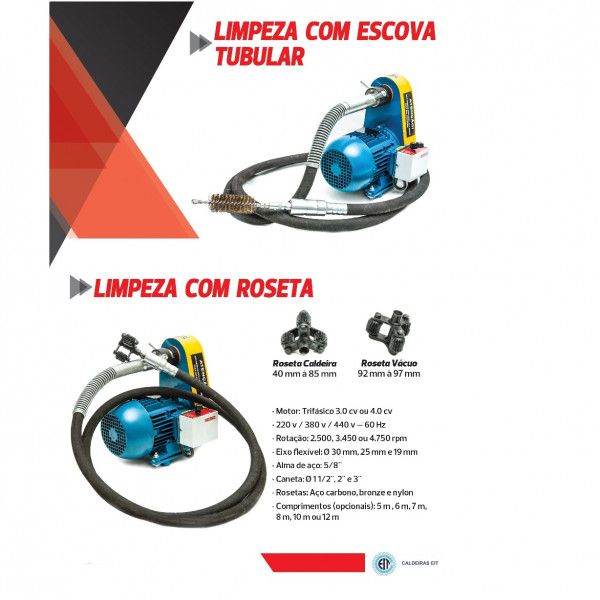 LIMPEZA COM ESCOVA
TUBULAR
LIMPEZA COM ROSETA
Roseta Caldeira
40 mm à 85 mm
Roseta Vácuo
92 mm à 97 mm
· Motor: Trifásico 3.0 cv ou 4.0 cv
· 220 v / 380 v / 440 v – 60 Hz
· Rotação: 2.500, 3.450 ou 4.750 rpm
· Eixo flexível: Ø 30 mm, 25 mm e 19 mm
· Alma de aço: 5/8¨
· Caneta: Ø 1 1/2¨, 2¨ e 3¨
· Rosetas: Aço carbono, bronze e nylon
· Comprimentos (opcionais): 5 m , 6 m, 7 m,
8 m, 10 m ou 12 m
CALDEIRAS EIT